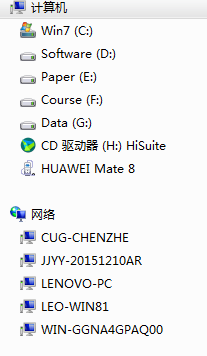 计算机
Win7 (C:)
Software (D:)
Paper (E:)
Course (F:)
Data (G:)
CD 驱动器 (H:) HiSuite
HUAWEI Mate 8
网络
CUG-CHENZHE
JJYY-20151210AR
LENOVO-PC
LEO-WIN81
WIN-GGNA4GPAQ00